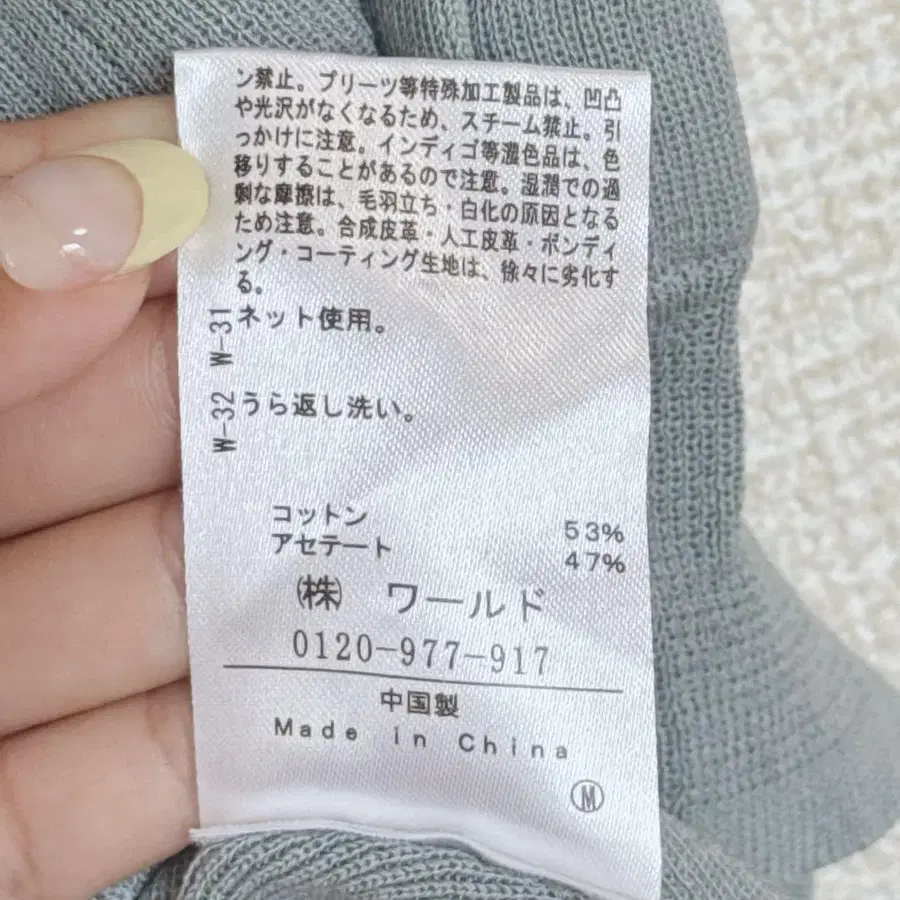 ン禁止。プリーツ等特殊加工製品は、凹凸
や光沢がなくなるため、スチーム禁止。引
っかけに注意。インディゴ等濃色品は、色
移りすることがあるので注意。湿潤での過
剰な摩擦は、毛羽立ち・白化の原因となる
ため注意。合成皮革・人工皮革・ボンディ
ング・コーティング生地は、徐々に劣化す
る。
W-31 ネット使用。
W-32 うら返し洗い。
コットン 53%
アセテート 47%
㈱ ワールド
0120-977-917
中国製
Made in China
Ⓜ